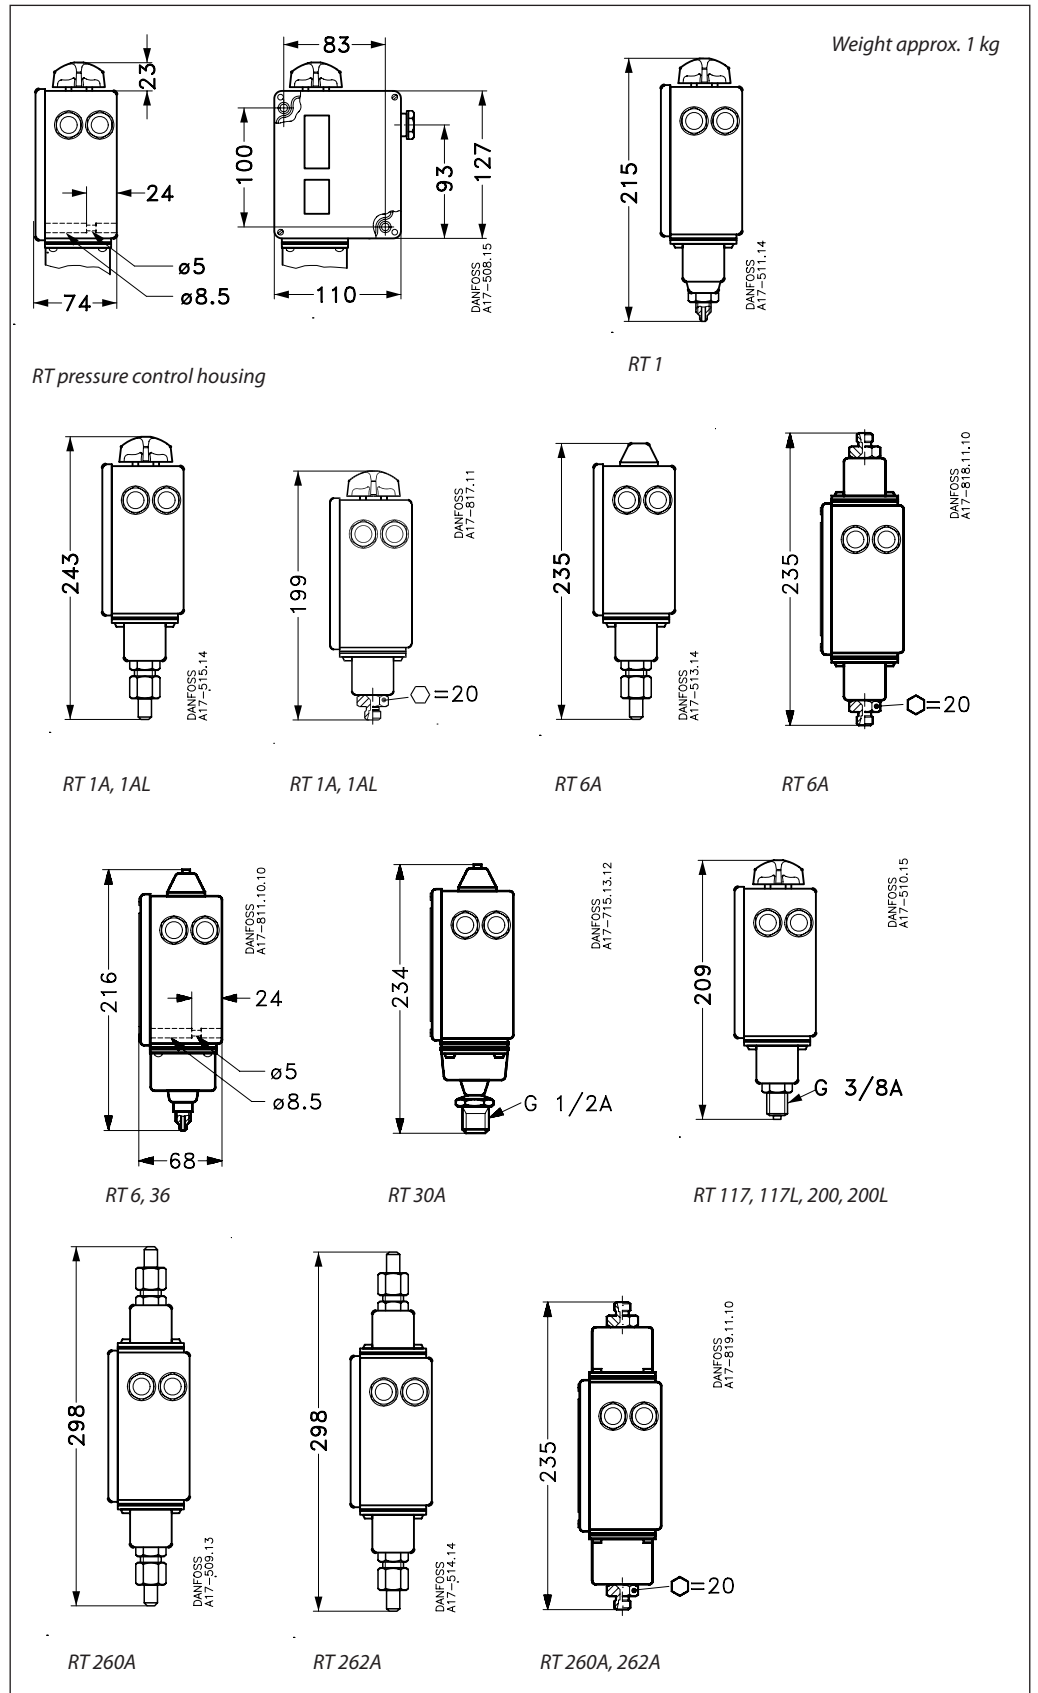 Weight approx. 1 kg
83
23
24
ø5
ø8.5
74
100
93
127
110
DANFOSS
A17-508.15
215
DANFOSS
A17-511.14
RT pressure control housing
RT 1
243
DANFOSS
A17-515.14
199
DANFOSS
A17-817.11
=20
235
DANFOSS
A17-513.14
235
DANFOSS
A17-818.11.10
=20
RT 1A, 1AL
RT 1A, 1AL
RT 6A
RT 6A
216
DANFOSS
A17-811.10.10
24
ø5
ø8.5
68
234
DANFOSS
A17-715.13.12
G 1/2A
209
DANFOSS
A17-510.15
G 3/8A
RT 6, 36
RT 30A
RT 117, 117L, 200, 200L
298
DANFOSS
A17-509.13
298
DANFOSS
A17-514.14
235
DANFOSS
A17-819.11.10
=20
RT 260A
RT 262A
RT 260A, 262A